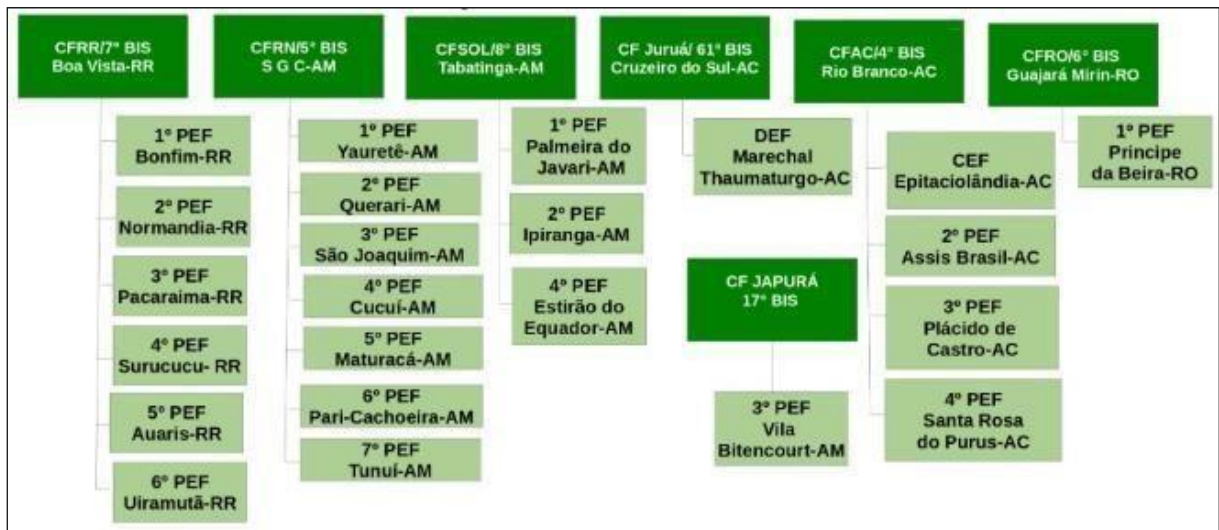 CFRR/7° BIS
Boa Vista-RR
1º PEF
Bonfim-RR
2º PEF
Normandia-RR
3º PEF
Pacaraima-RR
4º PEF
Surucucu- RR
5º PEF
Auaris-RR
6º PEF
Uiramutã-RR
CFRN/5° BIS
S G C-AM
1º PEF
Yauretê-AM
2º PEF
Querari-AM
3º PEF
São Joaquim-AM
4º PEF
Cucuí-AM
5º PEF
Maturacá-AM
6º PEF
Pari-Cachoeira-AM
7º PEF
Tunuí-AM
CFSOL/8° BIS
Tabatinga-AM
1º PEF
Palmeira do
Javari-AM
2º PEF
Ipiranga-AM
4º PEF
Estirão do
Equador-AM
CF Juruá/ 61° BIS
Cruzeiro do Sul-AC
DEF
Marechal
Thaumaturgo-AC
CF JAPURÁ
17° BIS
3º PEF
Vila
Bitencourt-AM
CFAC/4° BIS
Rio Branco-AC
CEF
Epitaciolândia-AC
2º PEF
Assis Brasil-AC
3º PEF
Plácido de
Castro-AC
4º PEF
Santa Rosa
do Purus-AC
CFRO/6° BIS
Guajará Mirin-RO
1º PEF
Principe
da Beira-RO